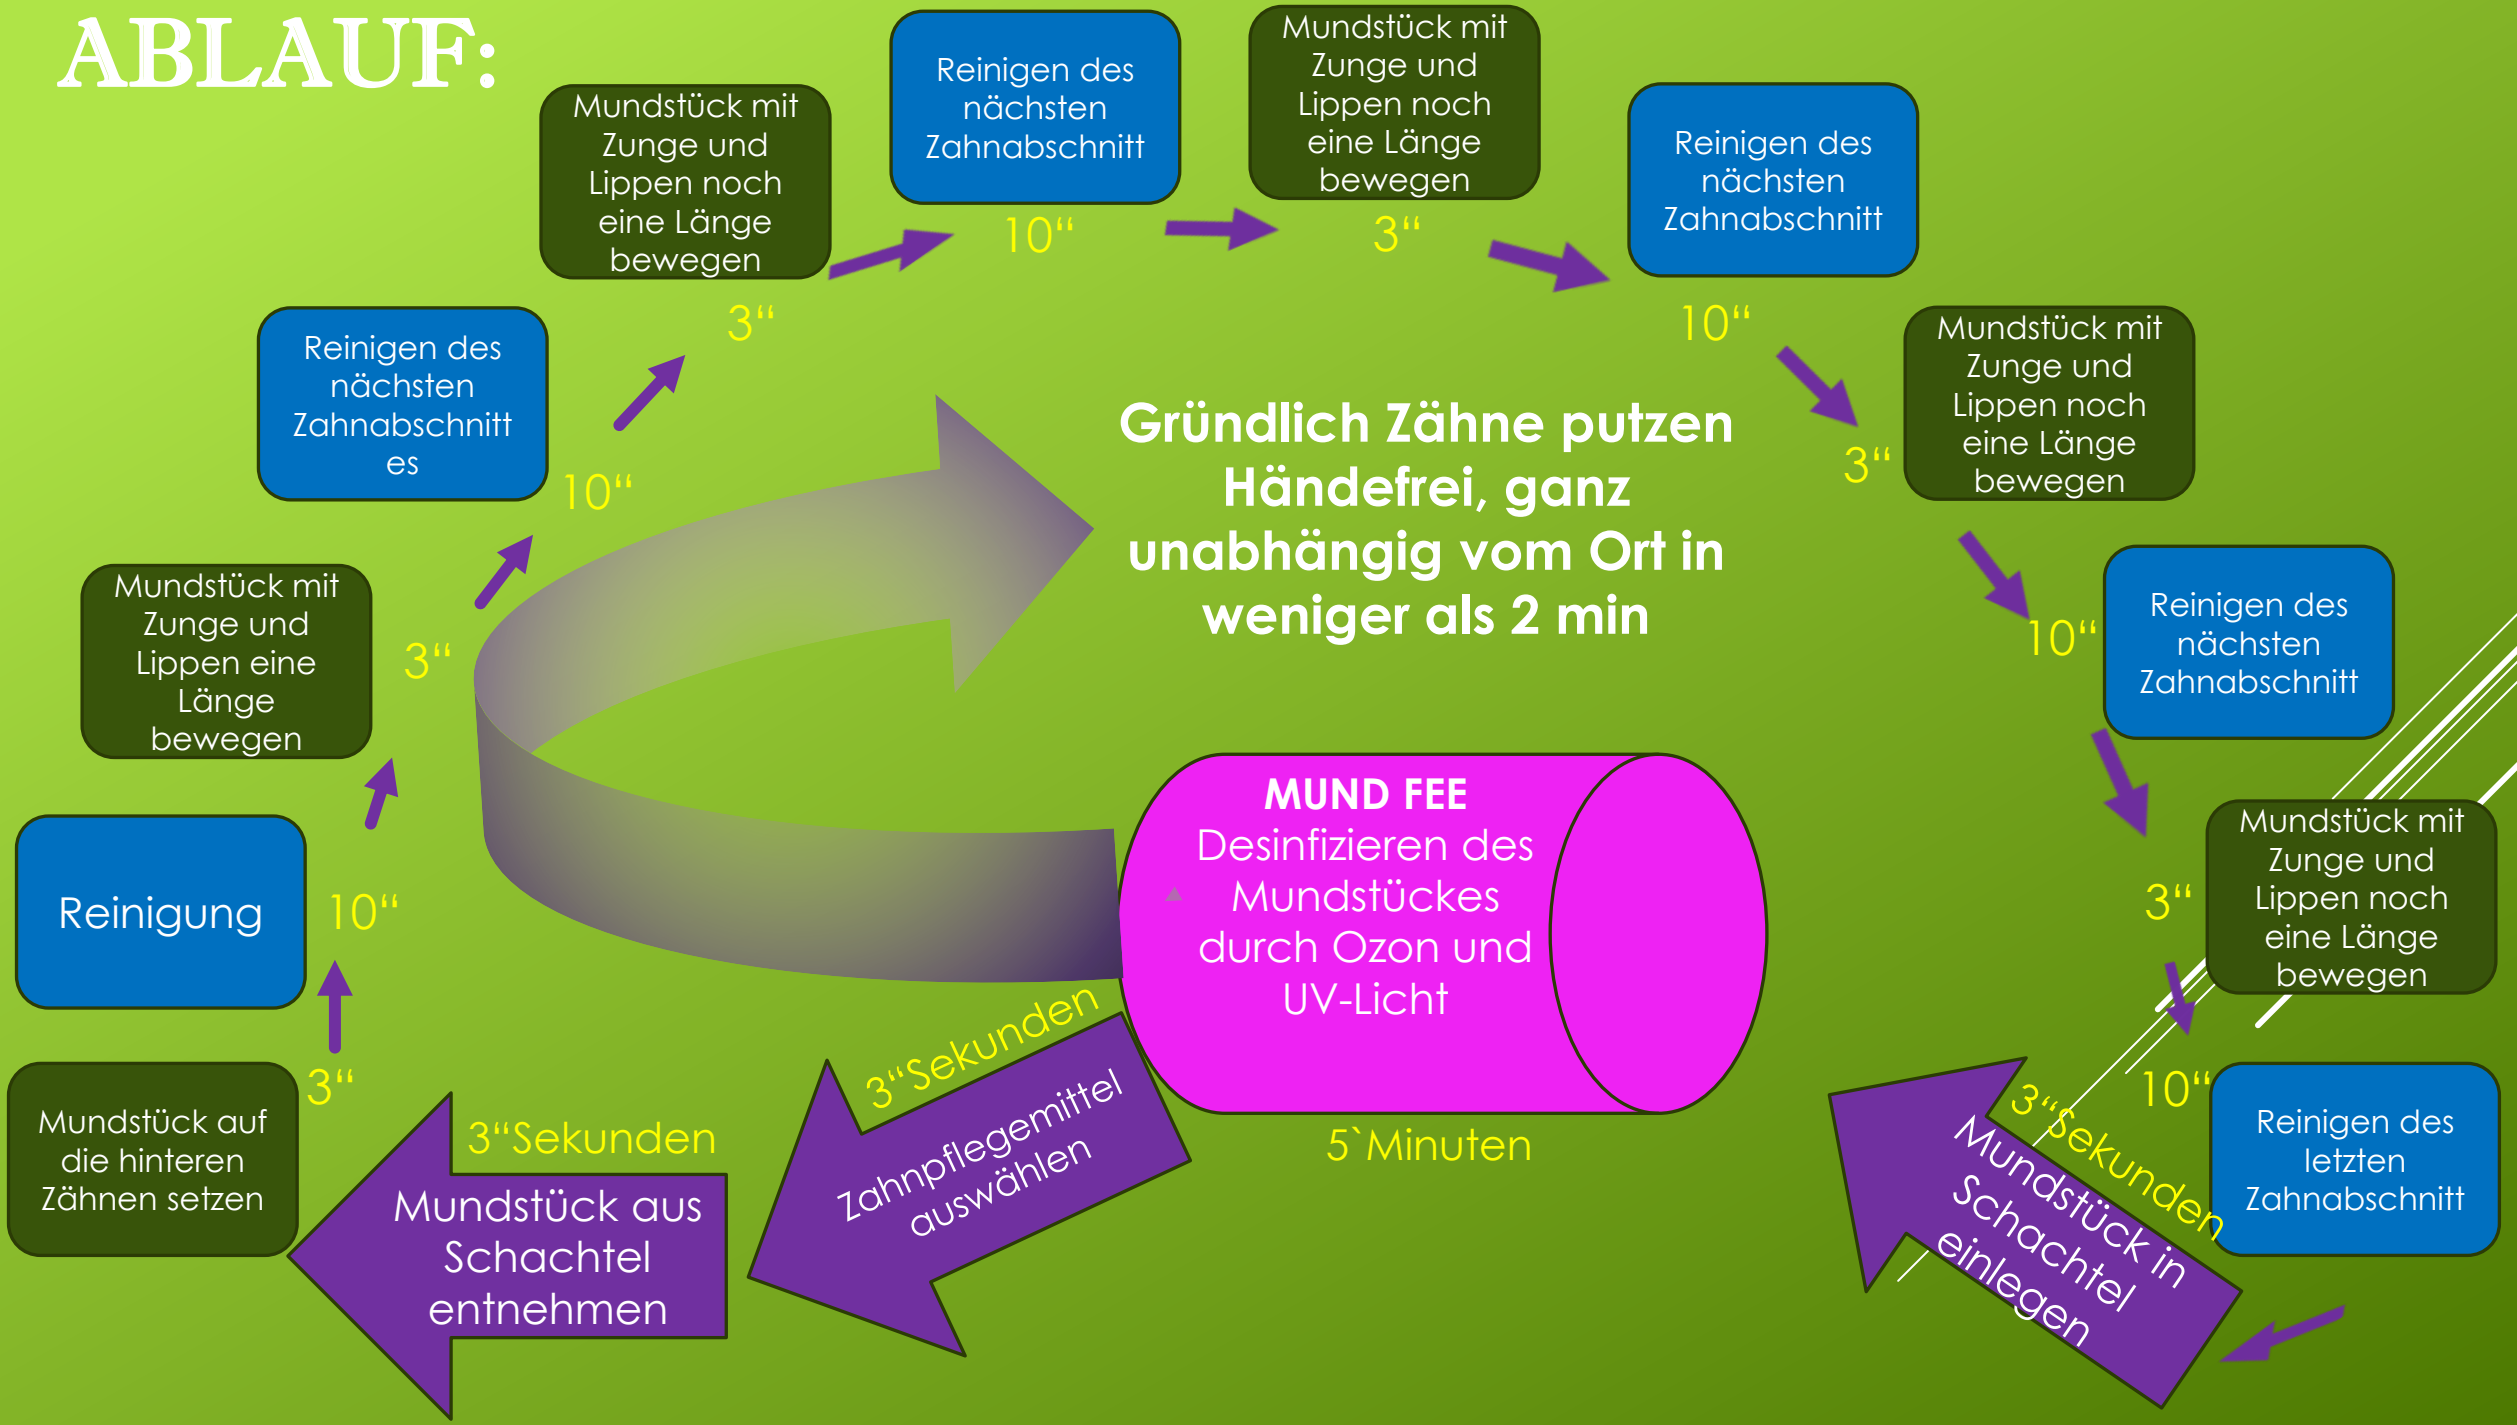 ABLAUF:
Mundstück mit
Zunge und
Lippen noch
eine Länge
bewegen
3“
Reinigen des
nächsten
Zahnabschnitt
10“
Mundstück mit
Zunge und
Lippen noch
eine Länge
bewegen
3“
Reinigen des
nächsten
Zahnabschnitt
10“
Reinigen des
nächsten
Zahnabschnitt
es
10“
Mundstück mit
Zunge und
Lippen noch
eine Länge
bewegen
3“
Gründlich Zähne putzen
Händefrei, ganz
unabhängig vom Ort in
weniger als 2 min
Mundstück mit
Zunge und
Lippen eine
Länge
bewegen
3“
Reinigen des
nächsten
Zahnabschnitt
10“
MUND FEE
Desinfizieren des
Mundstückes
durch Ozon und
UV-Licht
5`Minuten
Mundstück mit
Zunge und
Lippen noch
eine Länge
bewegen
3“
Reinigung
10“
Mundstück auf
die hinteren
Zähnen setzen
3“
3“Sekunden
Mundstück aus
Schachtel
entnehmen
3“Sekunden
Zahnpflegemittel
auswählen
3“Sekunden
Mundstück in
Schachtel
einlegen
10“
Reinigen des
letzten
Zahnabschnitt